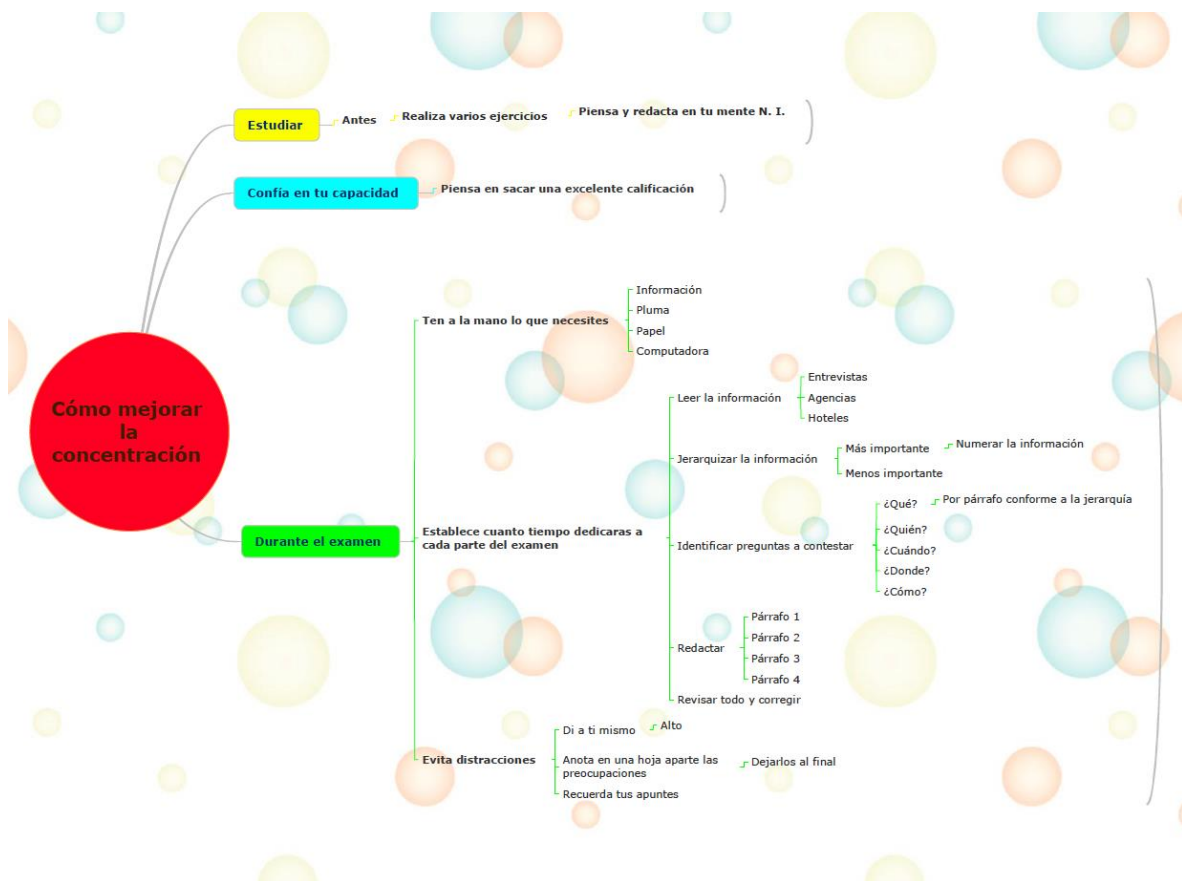 Cómo mejorar
la
concentración
Estudiar
Antes
Realiza varios ejercicios
Piensa y redacta en tu mente N. I.
Confía en tu capacidad
Piensa en sacar una excelente calificación
Durante el examen
Ten a la mano lo que necesites
Información
Pluma
Papel
Computadora
Establece cuanto tiempo dedicaras a
cada parte del examen
Leer la información
Entrevistas
Agencias
Hoteles
Jerarquizar la información
Más importante
Numerar la información
Menos importante
Identificar preguntas a contestar
¿Qué?
Por párrafo conforme a la jerarquía
¿Quién?
¿Cuándo?
¿Donde?
¿Cómo?
Redactar
Párrafo 1
Párrafo 2
Párrafo 3
Párrafo 4
Revisar todo y corregir
Evita distracciones
Di a ti mismo
Alto
Anota en una hoja aparte las
preocupaciones
Dejarlos al final
Recuerda tus apuntes